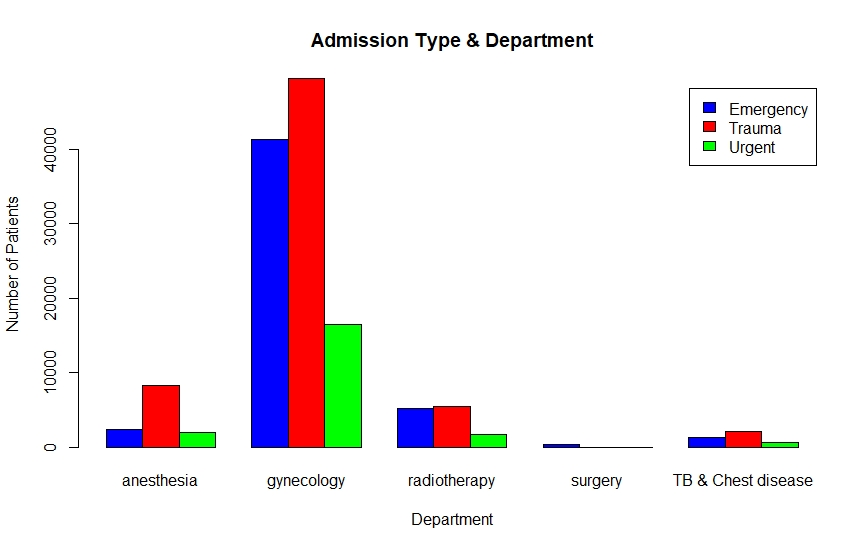 Admission Type & Department
Emergency
Trauma
Urgent
Number of Patients
40000
30000
20000
10000
0
anesthesia gynecology radiotherapy surgery TB & Chest disease
Department